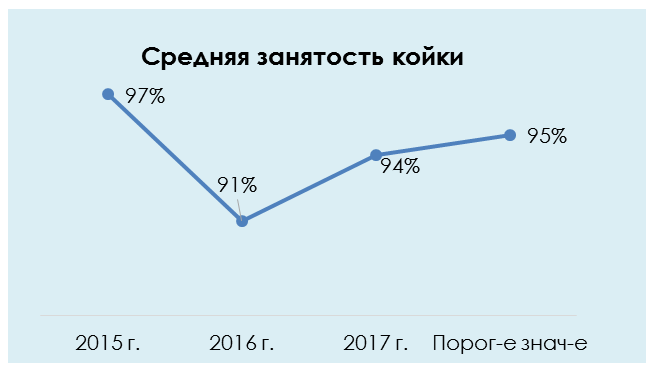 Средняя занятость койки
97%
91%
94%
95%
2015 г.
2016 г.
2017 г.
Порог-е знач-е